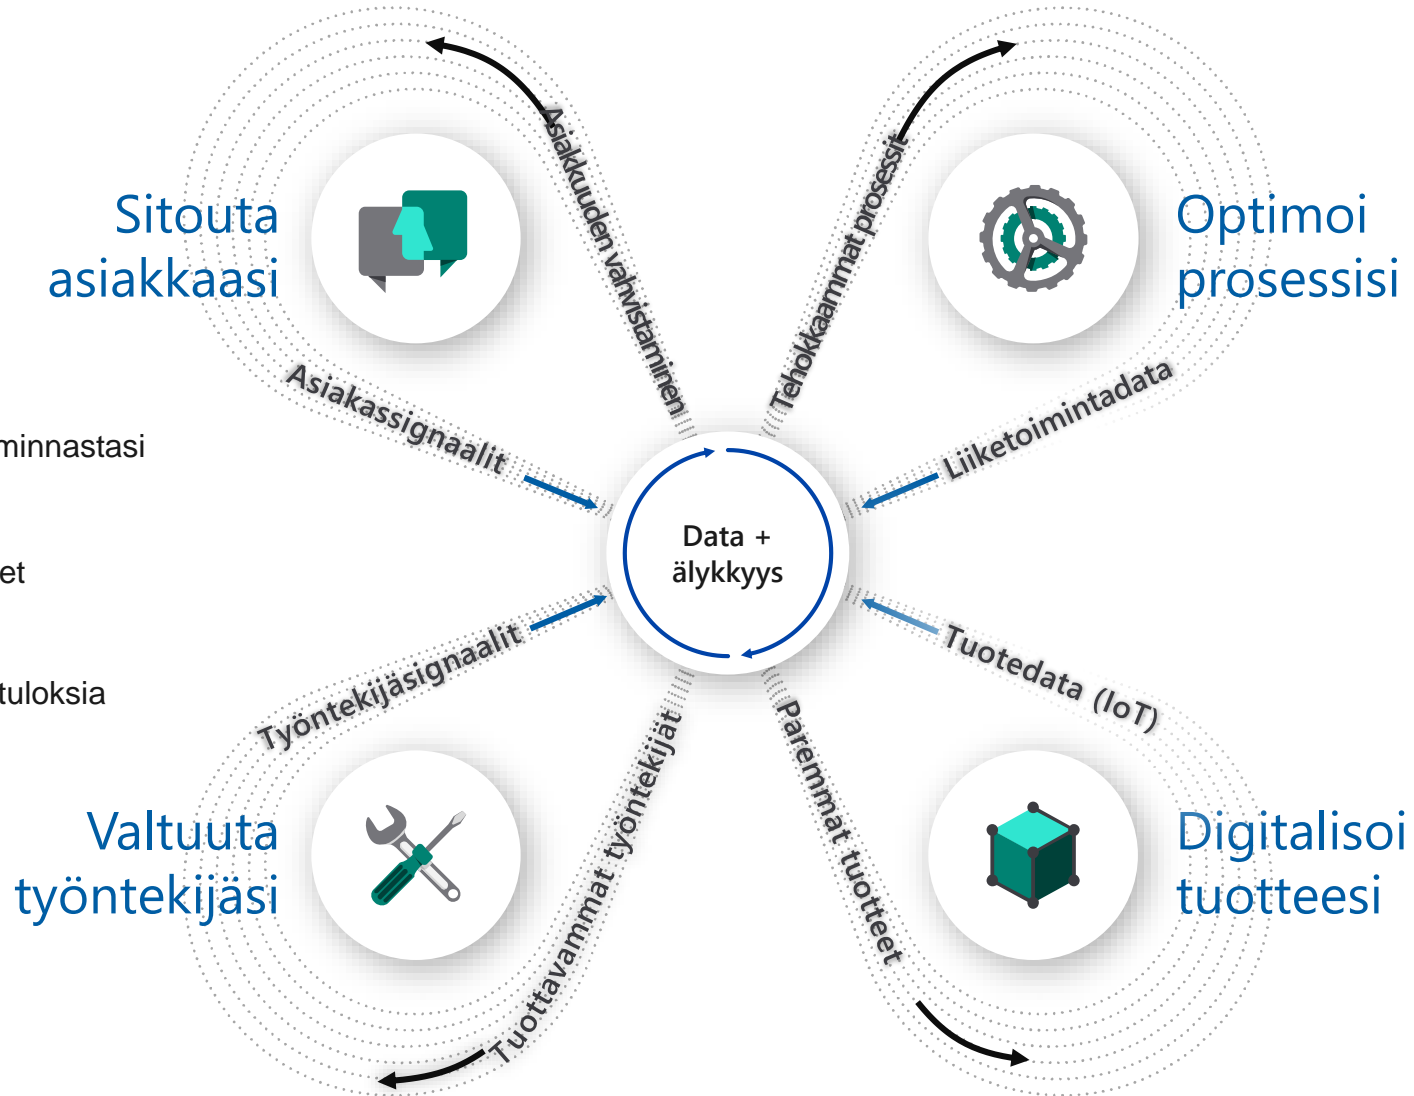 Asiakkuuden vahvistaminen
Tehokkaammat prosessit
Sitouta
asiakkaasi
Optimoi
prosessisi
Asiakassignaalit
Liiketoimintadata
minnastasi
Data +
älykkyys
et
tuloksia
Työntekijäsignaalit
Tuotedata (IoT)
Tuottavammat työntekijät
Paremmat tuotteet
Valtuuta
työntekijäsi
Digitalisoi
tuotteesi